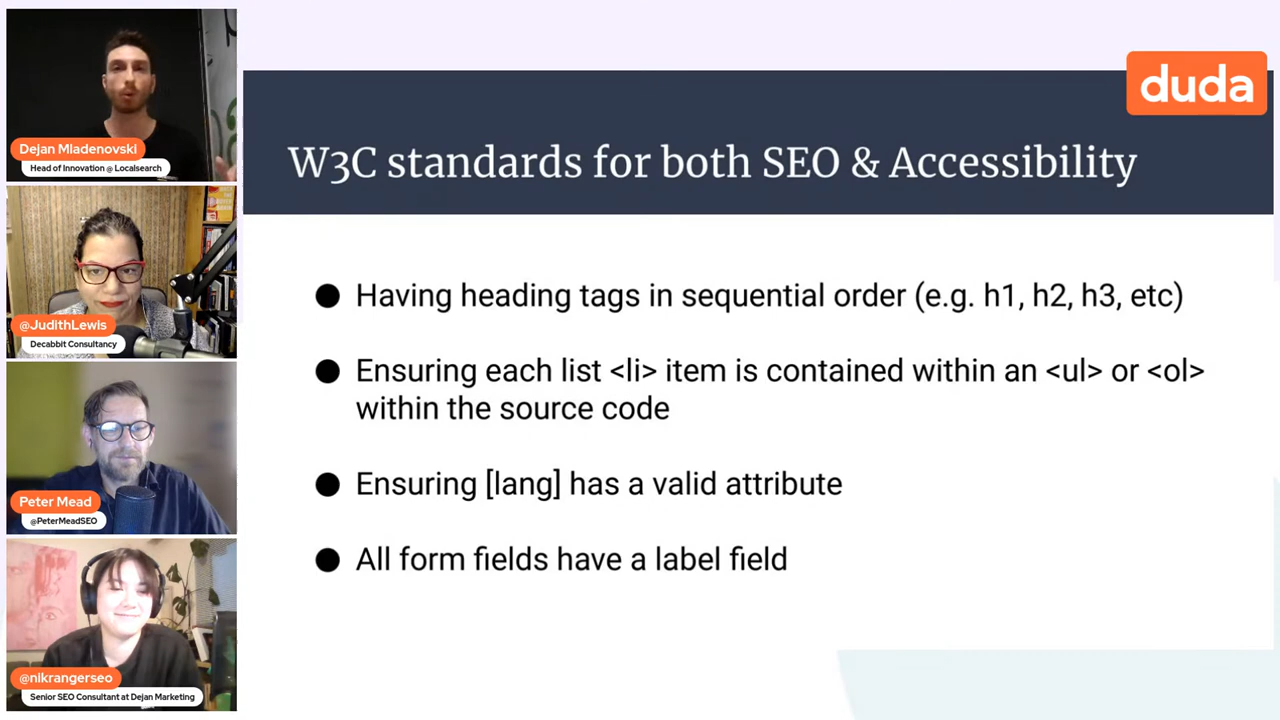 Dejan Mladenovski
Head of Innovation @ Localsearch
@JudithLewis
Decabbit Consultancy
Peter Mead
@PeterMeadSEO
@nikrangerseo
Senior SEO Consultant at Dejan Marketing
duda
W3C standards for both SEO & Accessibility
● Having heading tags in sequential order (e.g. h1, h2, h3, etc)
● Ensuring each list <li> item is contained within an <ul> or <ol>
within the source code
● Ensuring [lang] has a valid attribute
● All form fields have a label field